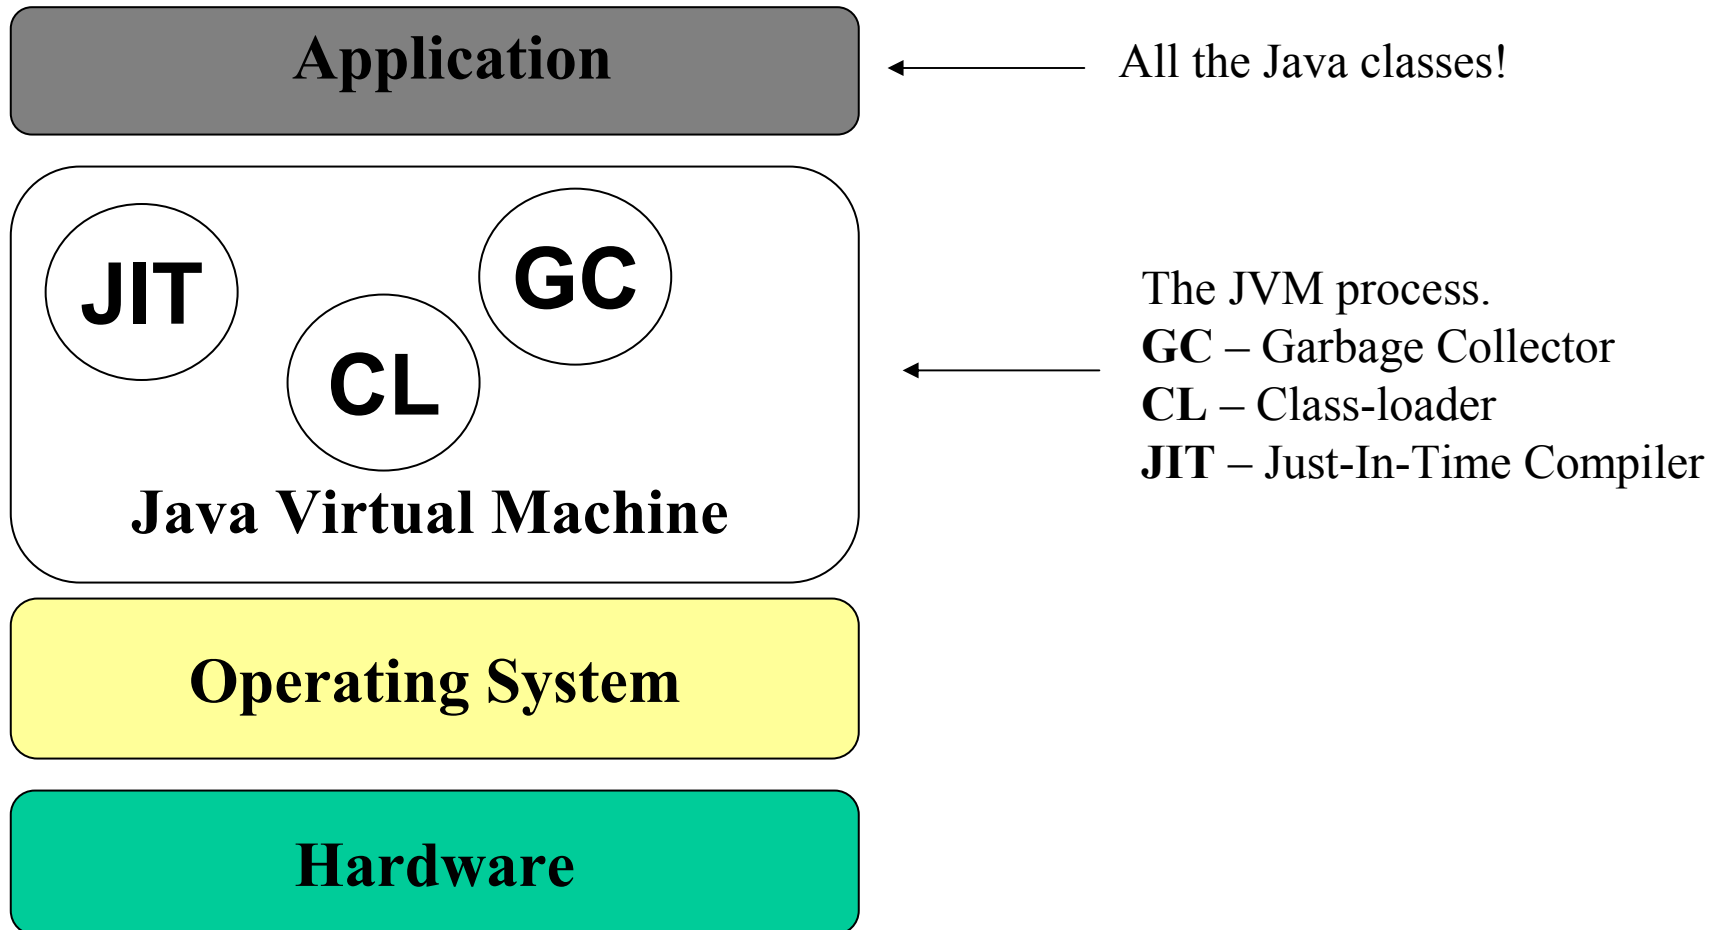 Application
All the Java classes!
JIT
GC
CL
Java Virtual Machine
The JVM process.
GC – Garbage Collector
CL – Class-loader
JIT – Just-In-Time Compiler
Operating System
Hardware